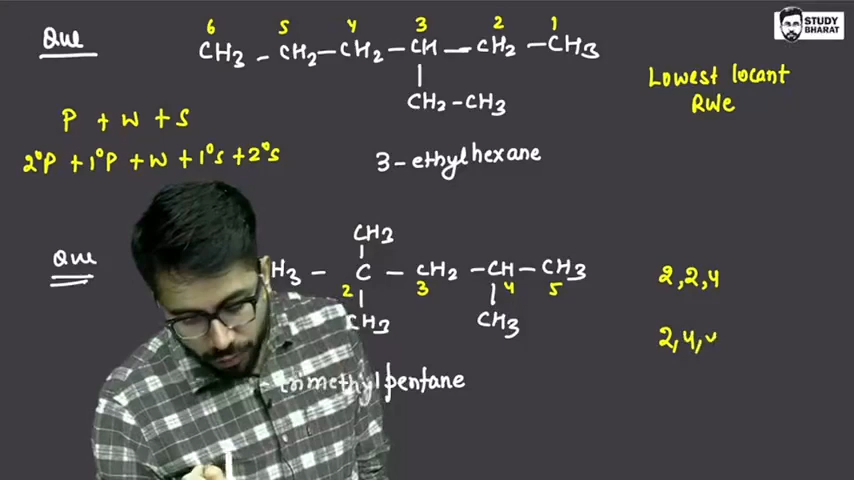 STUDY BHARAT
Que
6 5 4 3 2 1
CH3 - CH2 - CH2 - CH - CH2 - CH3
CH2 - CH3
Lowest locant
Rule
P + W + S
2°P + 1°P + W + 1°S + 2°S
3-ethylhexane
Que
CH3
H3 - C - CH2 - CH - CH3
2 3 4 5
CH3 CH3
2,2,4
2,4,
-trimethylpentane